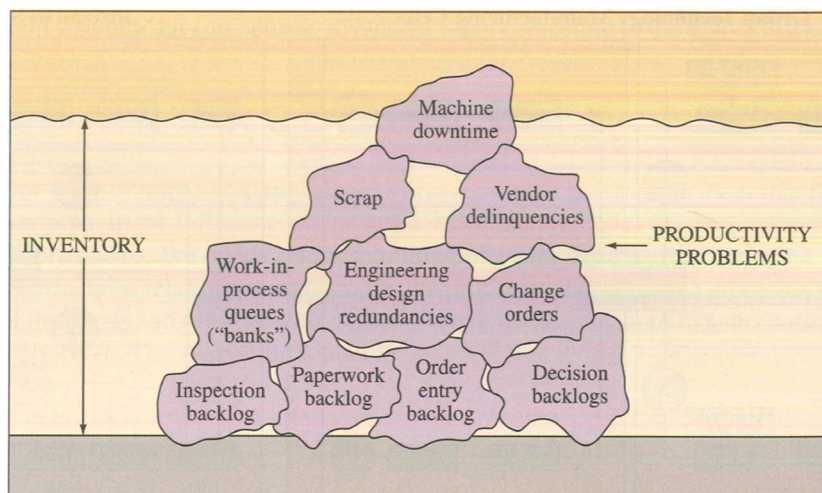 Machine
downtime
Scrap
Vendor
delinquencies
INVENTORY
PRODUCTIVITY
PROBLEMS
Work-in-
process
queues
(“banks”)
Engineering
design
redundancies
Change
orders
Inspection
backlog
Paperwork
backlog
Order
entry
backlog
Decision
backlogs